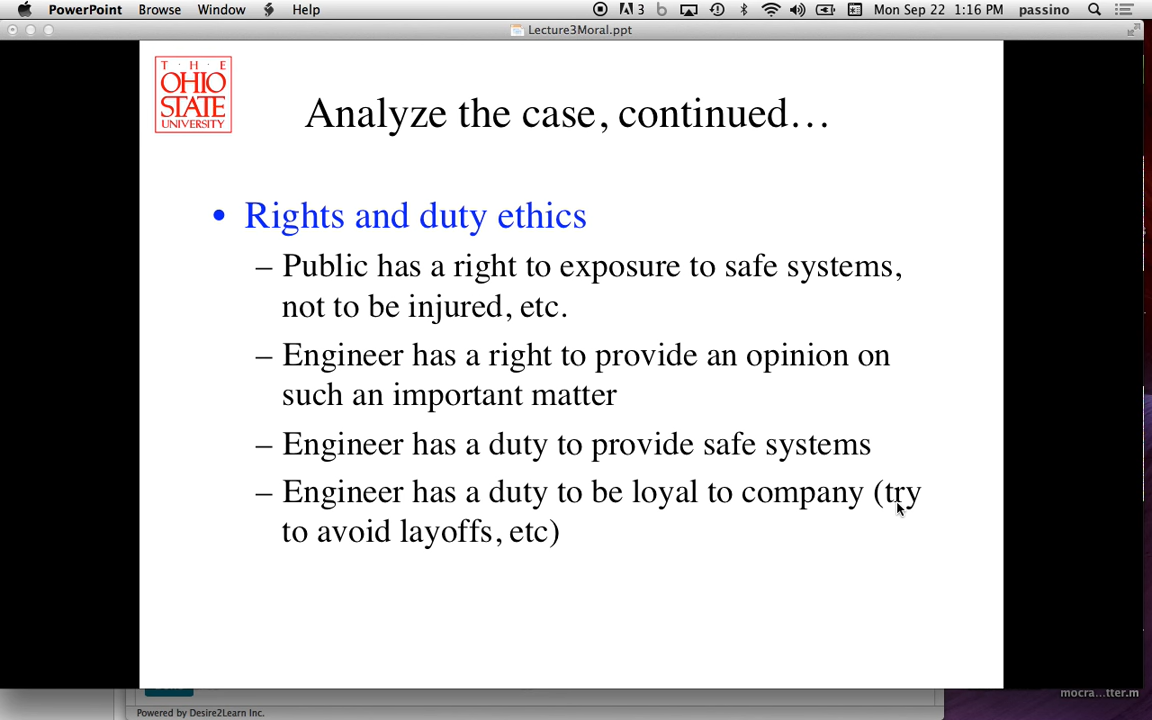 PowerPoint Browse Window Help 3 Mon Sep 22 1:16 PM passino
Lecture3Moral.ppt
T · H · E
OHIO
STATE
UNIVERSITY
Analyze the case, continued…
• Rights and duty ethics
– Public has a right to exposure to safe systems,
not to be injured, etc.
– Engineer has a right to provide an opinion on
such an important matter
– Engineer has a duty to provide safe systems
– Engineer has a duty to be loyal to company (try
to avoid layoffs, etc)
mocra...tter.m
Powered by Desire2Learn Inc.